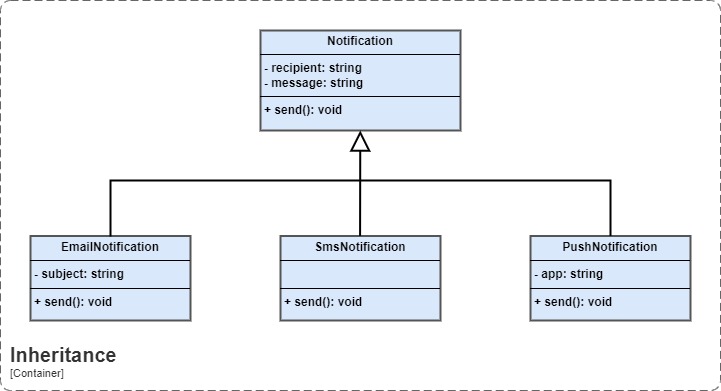 Notification
- recipient: string
- message: string
+ send(): void
EmailNotification
- subject: string
+ send(): void
SmsNotification
+ send(): void
PushNotification
- app: string
+ send(): void
Inheritance
[Container]